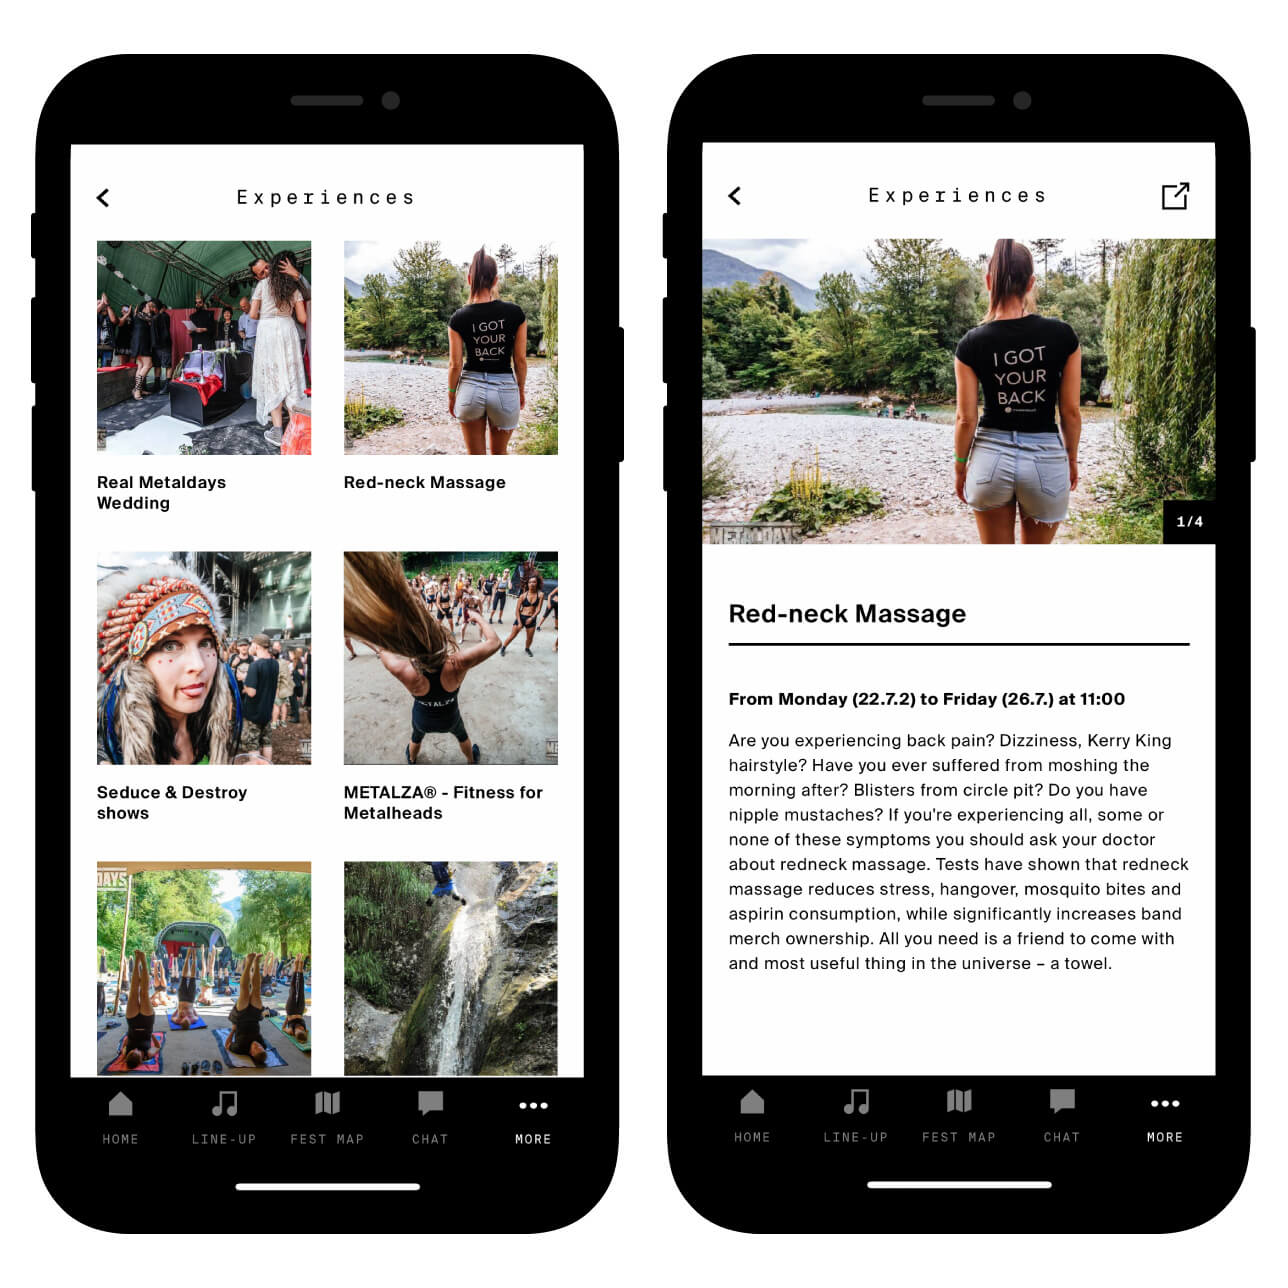 Experiences
I GOT
YOUR
BACK
Real Metaldays
Wedding
Red-neck Massage
METALZA
Seduce & Destroy
shows
METALZA® - Fitness for
Metalheads
DAYS
HOME
LINE-UP
FEST MAP
CHAT
MORE
Experiences
I GOT
YOUR
BACK
METALDAYS
1/4
Red-neck Massage
From Monday (22.7.2) to Friday (26.7.) at 11:00
Are you experiencing back pain? Dizziness, Kerry King
hairstyle? Have you ever suffered from moshing the
morning after? Blisters from circle pit? Do you have
nipple mustaches? If you're experiencing all, some or
none of these symptoms you should ask your doctor
about redneck massage. Tests have shown that redneck
massage reduces stress, hangover, mosquito bites and
aspirin consumption, while significantly increases band
merch ownership. All you need is a friend to come with
and most useful thing in the universe – a towel.
HOME
LINE-UP
FEST MAP
CHAT
MORE